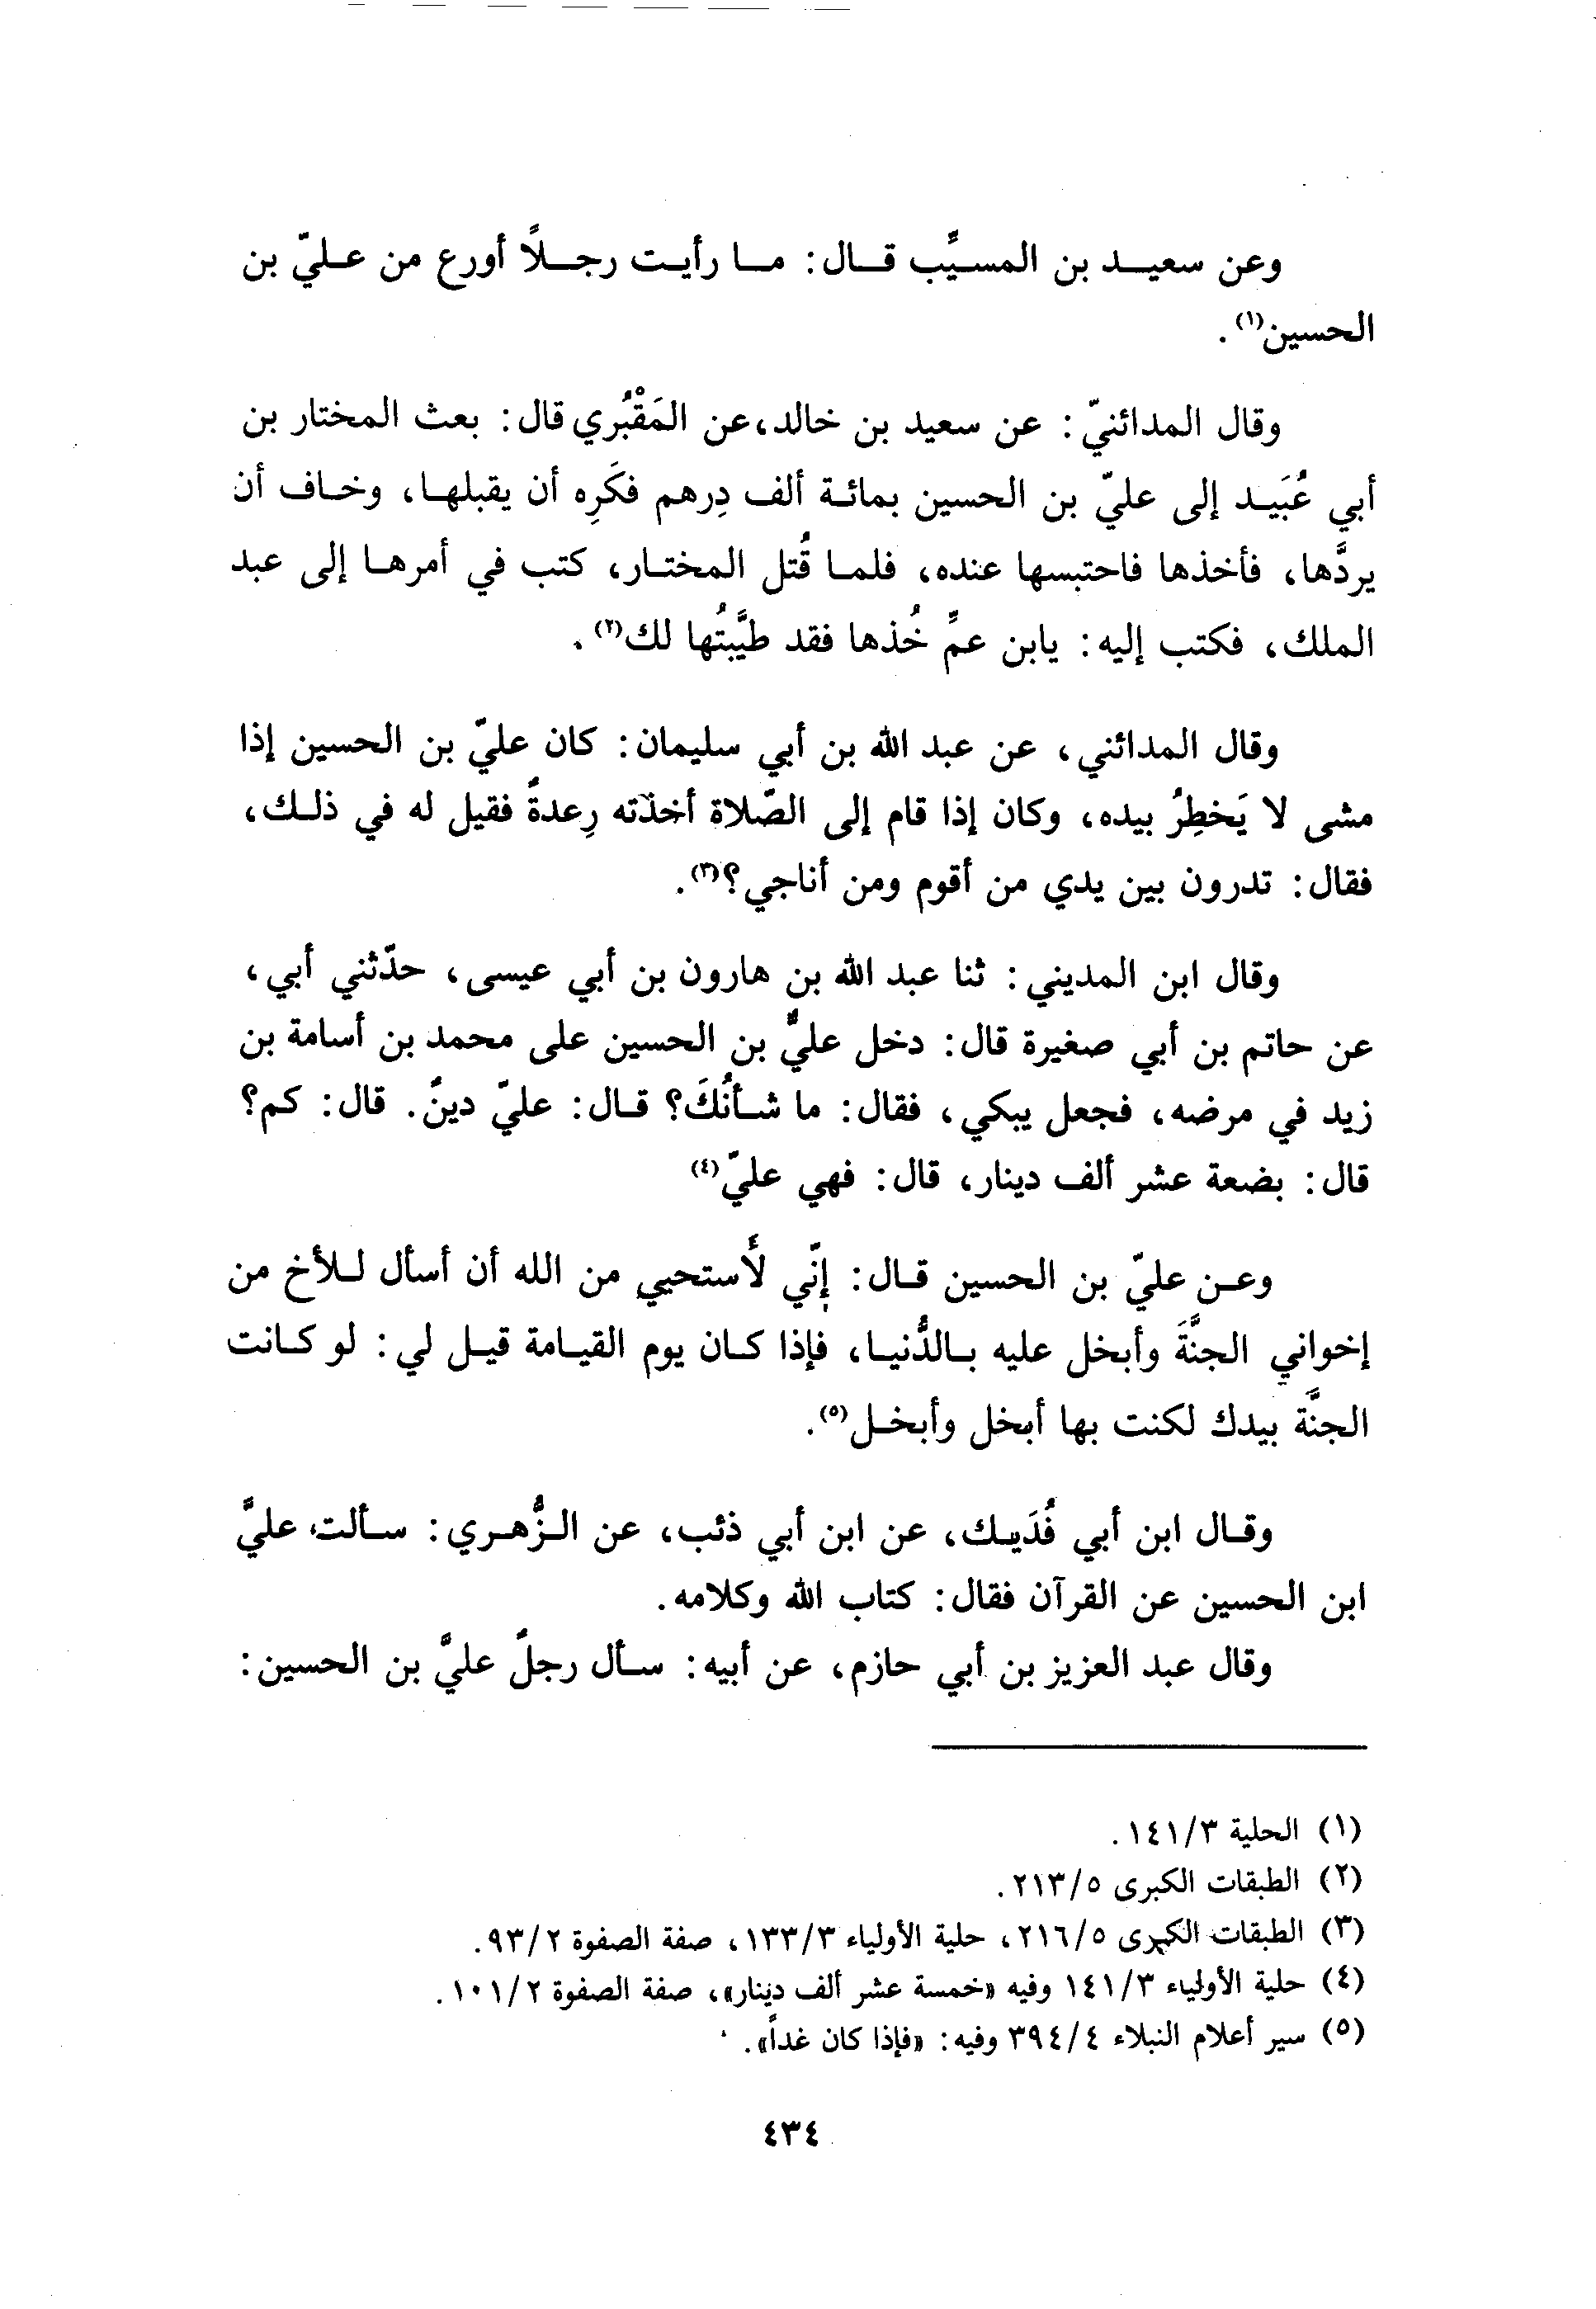 وعن سعيد بن المسيِّب قال: ما رأيت رجلاً أورع من عليّ بن
الحسين(١).
وقال المدائنيّ: عن سعيد بن خالد،عن المَقْبُري قال: بعث المختار بن
أبي عُبَيد إلى عليّ بن الحسين بمائة ألف دِرهم فكَرِه أن يقبلها، وخاف أن
يردَّها، فأخذها فاحتبسها عنده، فلما قُتل المختار، كتب في أمرها إلى عبد
الملك، فكتب إليه: يابن عمِّ خُذها فقد طيَّبتُها لك(٢).
وقال المدائني، عن عبد الله بن أبي سليمان: كان عليّ بن الحسين إذا
مشى لا يَخطِرُ بيده، وكان إذا قام إلى الصّلاة أخذته رِعدةٌ فقيل له في ذلك،
فقال: تدرون بين يدي من أقوم ومن أناجي؟(٣).
وقال ابن المديني: ثنا عبد الله بن هارون بن أبي عيسى، حدّثني أبي،
عن حاتم بن أبي صغيرة قال: دخل عليُّ بن الحسين على محمد بن أسامة بن
زيد في مرضه، فجعل يبكي، فقال: ما شأنُكَ؟ قال: عليّ دينٌ. قال: كم؟
قال: بضعة عشر ألف دينار، قال: فهي عليّ(٤)
وعن عليّ بن الحسين قال: إنّي لأَستحيي من الله أن أسأل للأخ من
إخواني الجنَّةَ وأبخل عليه بالدُّنيا، فإذا كان يوم القيامة قيل لي: لو كانت
الجنَّة بيدك لكنت بها أبخل وأبخل(٥).
وقال ابن أبي فُدَيك، عن ابن أبي ذئب، عن الزُّهري: سألت عليَّ
ابن الحسين عن القرآن فقال: كتاب الله وكلامه.
وقال عبد العزيز بن أبي حازم، عن أبيه: سأل رجلٌ عليَّ بن الحسين:
(١) الحلية ١٤١/٣.
(٢) الطبقات الكبرى ٢١٣/٥.
(٣) الطبقات الكبرى ٢١٦/٥، حلية الأولياء ١٣٣/٣، صفة الصفوة ٩٣/٢.
(٤) حلية الأولياء ١٤١/٣ وفيه «خمسة عشر ألف دينار»، صفة الصفوة ١٠١/٢.
(٥) سير أعلام النبلاء ٣٩٤/٤ وفيه: «فإذا كان غداً».
٤٣٤